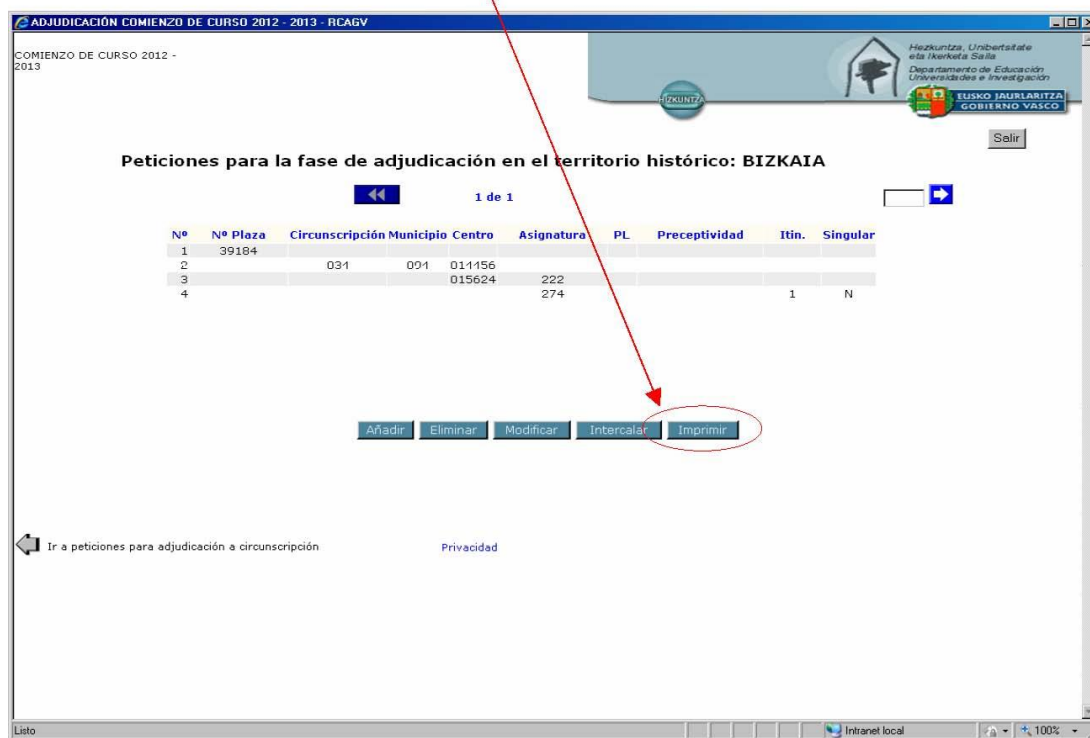 ADJUDICACIÓN COMIENZO DE CURSO 2012 - 2013 - RCAGV
COMIENZO DE CURSO 2012 -
2013
HIZKUNTZA
Hezkuntza, Unibertsitate
eta Ikerketa Saila
Departamento de Educación
Universidades e Investigación
EUSKO JAURLARITZA
GOBIERNO VASCO
Salir
Peticiones para la fase de adjudicación en el territorio histórico: BIZKAIA
1 de 1
Nº Nº Plaza Circunscripción Municipio Centro Asignatura PL Preceptividad Itin. Singular
1 39184
2 031 091 011156
3 015624 222
4 274 1 N
Añadir Eliminar Modificar Intercalar Imprimir
Ir a peticiones para adjudicación a circunscripción Privacidad
Listo Intranet local 100%